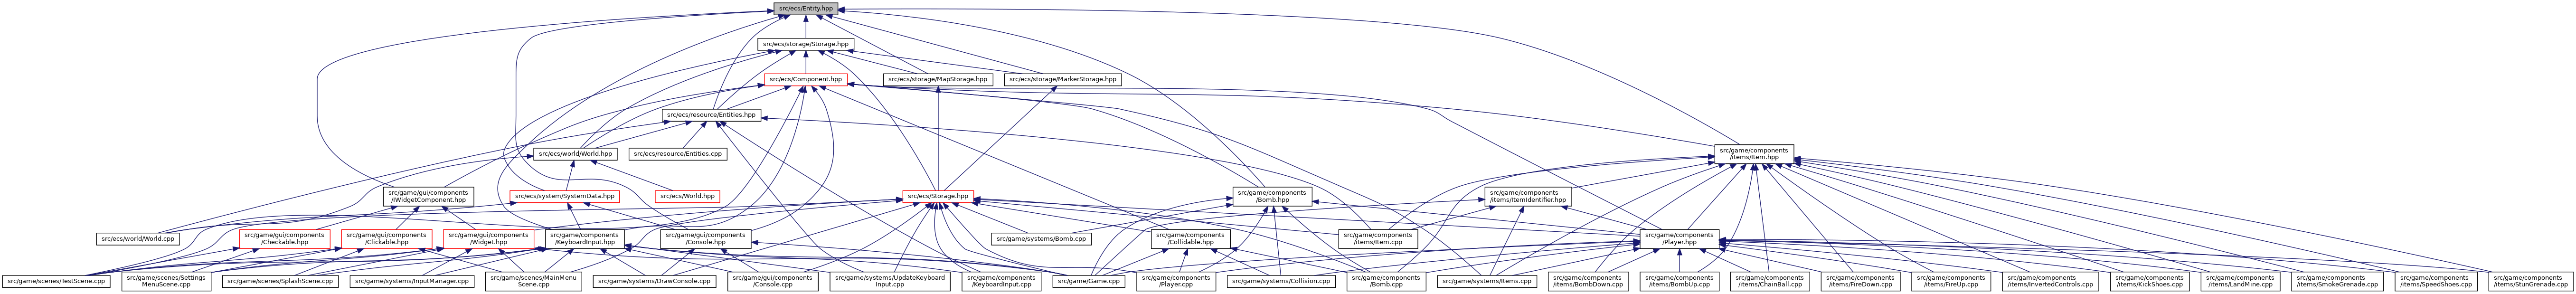 src/ecs/Entity.hpp
src/ecs/storage/Storage.hpp
src/ecs/Component.hpp
src/ecs/storage/MapStorage.hpp
src/ecs/storage/MarkerStorage.hpp
src/ecs/resource/Entities.hpp
src/ecs/world/World.hpp
src/ecs/resource/Entities.cpp
src/game/components
/items/Item.hpp
src/game/gui/components
/IWidgetComponent.hpp
src/ecs/system/SystemData.hpp
src/ecs/World.hpp
src/ecs/Storage.hpp
src/game/components
/Bomb.hpp
src/game/components
/items/ItemIdentifier.hpp
src/ecs/world/World.cpp
src/game/gui/components
/Checkable.hpp
src/game/gui/components
/Clickable.hpp
src/game/gui/components
/Widget.hpp
src/game/components
/KeyboardInput.hpp
src/game/gui/components
/Console.hpp
src/game/systems/Bomb.cpp
src/game/components
/Collidable.hpp
src/game/components
/items/Item.cpp
src/game/components
/Player.hpp
src/game/scenes/TestScene.cpp
src/game/scenes/Settings
MenuScene.cpp
src/game/scenes/SplashScene.cpp
src/game/systems/InputManager.cpp
src/game/scenes/MainMenu
Scene.cpp
src/game/systems/DrawConsole.cpp
src/game/gui/components
/Console.cpp
src/game/systems/UpdateKeyboard
Input.cpp
src/game/components
/KeyboardInput.cpp
src/game/Game.cpp
src/game/components
/Player.cpp
src/game/systems/Collision.cpp
src/game/components
/Bomb.cpp
src/game/systems/Items.cpp
src/game/components
/items/BombDown.cpp
src/game/components
/items/BombUp.cpp
src/game/components
/items/ChainBall.cpp
src/game/components
/items/FireDown.cpp
src/game/components
/items/FireUp.cpp
src/game/components
/items/InvertedControls.cpp
src/game/components
/items/KickShoes.cpp
src/game/components
/items/LandMine.cpp
src/game/components
/items/SmokeGrenade.cpp
src/game/components
/items/SpeedShoes.cpp
src/game/components
/items/StunGrenade.cpp